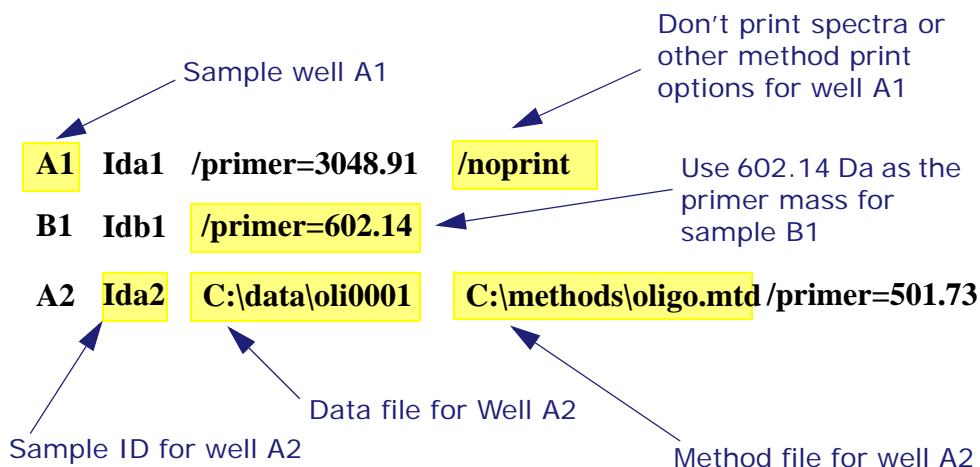 Don't print spectra or
other method print
options for well A1
Sample well A1
A1 Ida1 /primer=3048.91 /noprint
Use 602.14 Da as the
primer mass for
sample B1
B1 Idb1 /primer=602.14
A2 Ida2 C:\data\oli0001 C:\methods\oligo.mtd /primer=501.73
Data file for Well A2
Sample ID for well A2
Method file for well A2